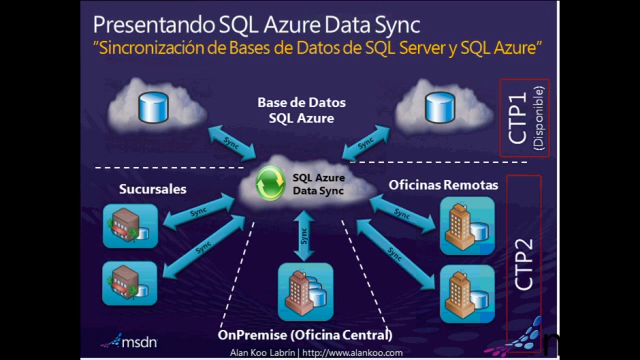 Presentando SQL Azure Data Sync
"Sincronización de Bases de Datos de SQL Server y SQL Azure"
Base de Datos
SQL Azure
CTP1
(Disponible)
Sync
Sync
SQL Azure
Data Sync
Sucursales
Oficinas Remotas
Sync
Sync
Sync
Sync
Sync
CTP2
OnPremise (Oficina Central)
msdn
Alan Koo Labrín | http://www.alankoo.com